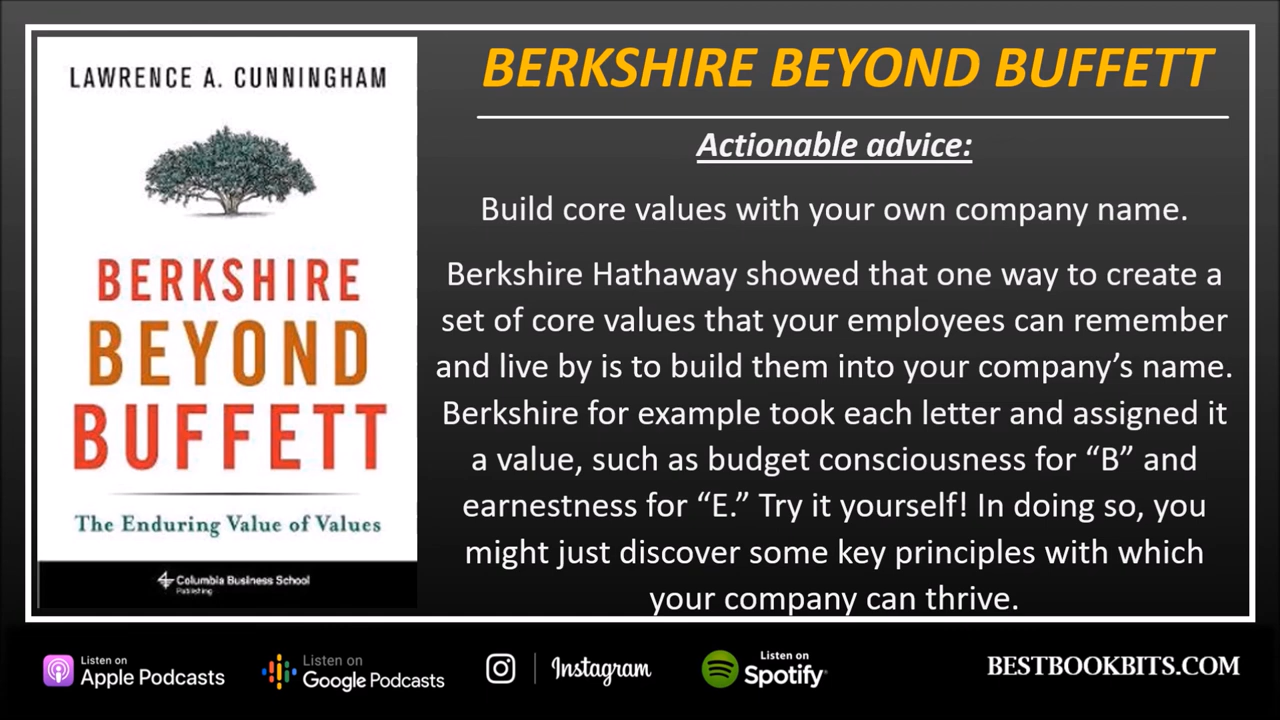 LAWRENCE A. CUNNINGHAM
BERKSHIRE
BEYOND
BUFFETT
The Enduring Value of Values
Columbia Business School
Publishing
BERKSHIRE BEYOND BUFFETT
Actionable advice:
Build core values with your own company name.
Berkshire Hathaway showed that one way to create a
set of core values that your employees can remember
and live by is to build them into your company’s name.
Berkshire for example took each letter and assigned it
a value, such as budget consciousness for “B” and
earnestness for “E.” Try it yourself! In doing so, you
might just discover some key principles with which
your company can thrive.
Listen on
Apple Podcasts
Listen on
Google Podcasts
Instagram
Listen on
Spotify
BESTBOOKBITS.COM